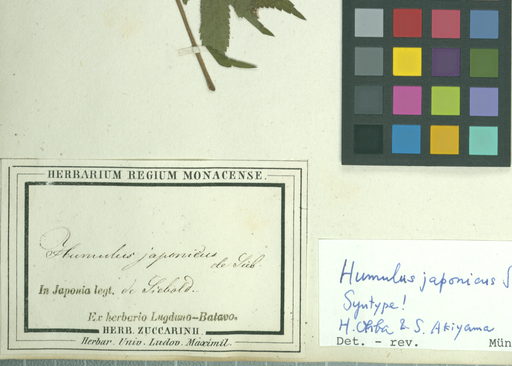 HERBARIUM REGIUM MONACENSE.
Humulus japonicus
de Sieb.
In Japonia legt. de Siebold.
Ex herbario Lugduno-Batavo.
HERB. ZUCCARINII.
Herbar. Univ. Ludov. Maximil.
Humulus japonicus S
Syntype!
H. Ohba & S. Akiyama
Det. - rev. Mün